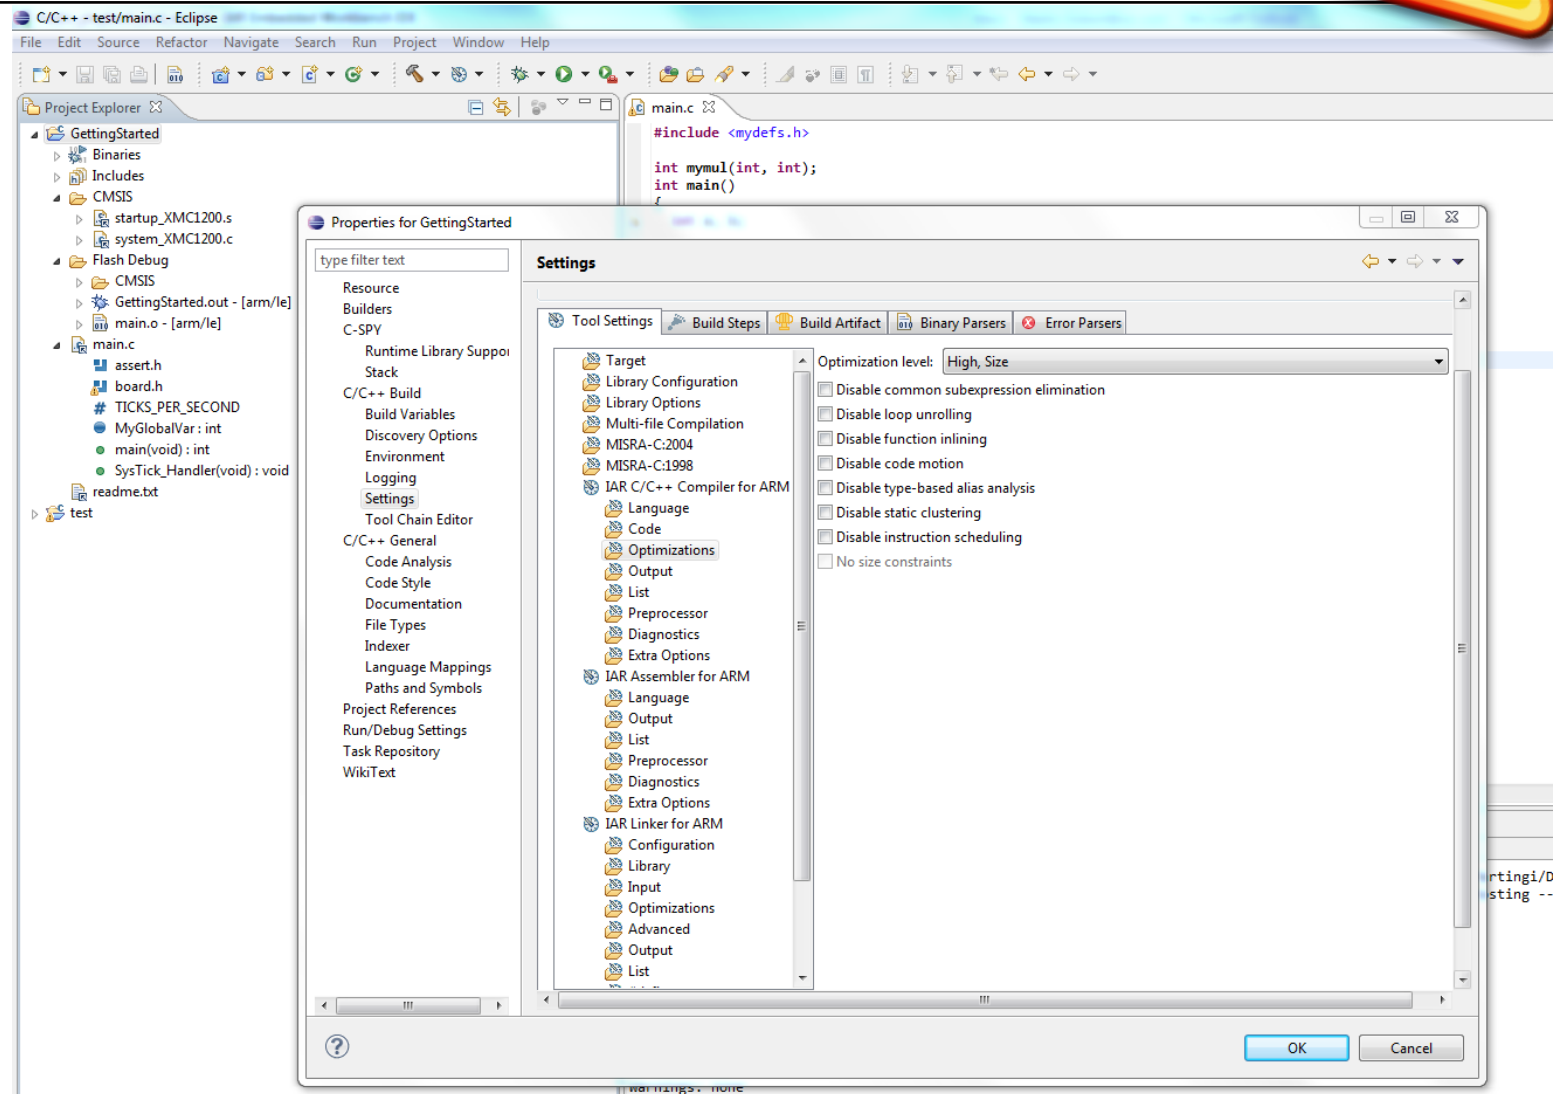 C/C++ - test/main.c - Eclipse
File Edit Source Refactor Navigate Search Run Project Window Help
Project Explorer
GettingStarted
Binaries
Includes
CMSIS
startup_XMC1200.s
system_XMC1200.c
Flash Debug
CMSIS
GettingStarted.out - [arm/le]
main.o - [arm/le]
main.c
assert.h
board.h
TICKS_PER_SECOND
MyGlobalVar : int
main(void) : int
SysTick_Handler(void) : void
readme.txt
test
main.c
#include <mydefs.h>
int mymul(int, int);
int main()
{
Properties for GettingStarted
type filter text
Resource
Builders
C-SPY
Runtime Library Suppor
Stack
C/C++ Build
Build Variables
Discovery Options
Environment
Logging
Settings
Tool Chain Editor
C/C++ General
Code Analysis
Code Style
Documentation
File Types
Indexer
Language Mappings
Paths and Symbols
Project References
Run/Debug Settings
Task Repository
WikiText
Settings
Tool Settings Build Steps Build Artifact Binary Parsers Error Parsers
Target
Library Configuration
Library Options
Multi-file Compilation
MISRA-C:2004
MISRA-C:1998
IAR C/C++ Compiler for ARM
Language
Code
Optimizations
Output
List
Preprocessor
Diagnostics
Extra Options
IAR Assembler for ARM
Language
Output
List
Preprocessor
Diagnostics
Extra Options
IAR Linker for ARM
Configuration
Library
Input
Optimizations
Advanced
Output
List
Optimization level: High, Size
Disable common subexpression elimination
Disable loop unrolling
Disable function inlining
Disable code motion
Disable type-based alias analysis
Disable static clustering
Disable instruction scheduling
No size constraints
rtingi/D
sting --
OK Cancel
warnings: none